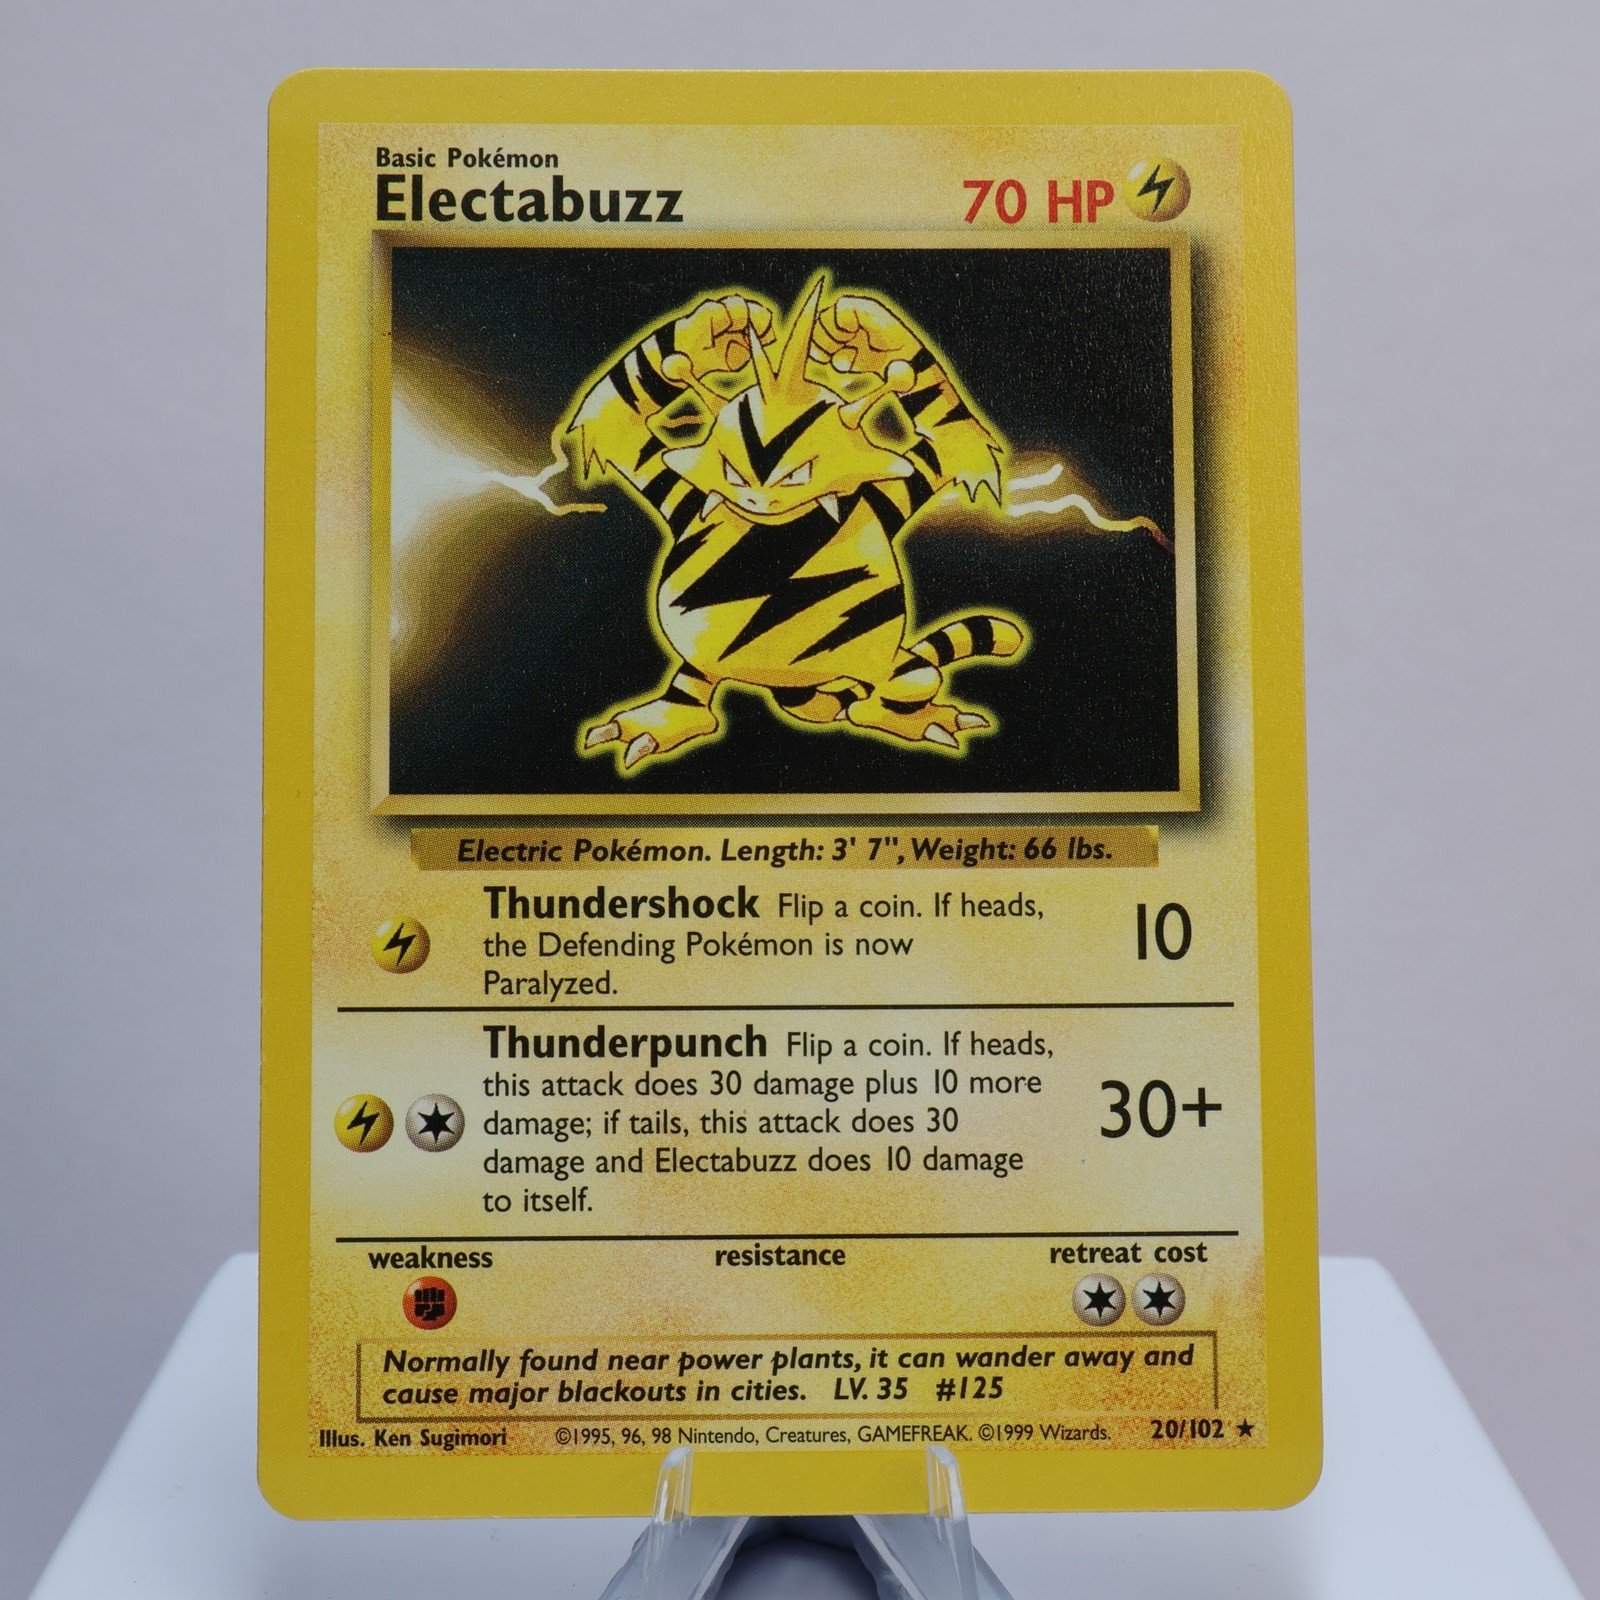 Basic Pokémon
Electabuzz
70 HP
Electric Pokémon. Length: 3' 7", Weight: 66 lbs.
Thundershock Flip a coin. If heads,
the Defending Pokémon is now
Paralyzed.
10
Thunderpunch Flip a coin. If heads,
this attack does 30 damage plus 10 more
damage; if tails, this attack does 30
damage and Electabuzz does 10 damage
to itself.
30+
weakness resistance retreat cost
Normally found near power plants, it can wander away and
cause major blackouts in cities. LV. 35 #125
Illus. Ken Sugimori ©1995, 96, 98 Nintendo, Creatures, GAMEFREAK. ©1999 Wizards. 20/102 ★